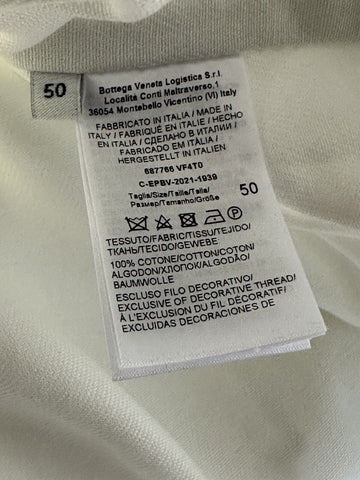 50
Bottega Veneta Logistics S.r.l.
Località Conti Maltraverso,1
36054 Montebello Vicentino (VI) Italy
FABBRICATO IN ITALIA / MADE IN
ITALY / FABRIQUÉ EN ITALIE / HECHO
EN ITALIA / СДЕЛАНО В ИТАЛИИ /
FABRICADO EM ITÁLIA /
HERGESTELLT IN ITALIEN
687766 VF4T0
C-EPBV-2021-1939
Taglia/Size/Taille/Talla/
Размер/Tamanho/Größe 50
TESSUTO/FABRIC/TISSU/TEJIDO/
ТКАНЬ/TECIDO/GEWEBE
100% COTONE/COTTON/COTON/
ALGODON/ХЛОПОК/ALGODÃO/
BAUMWOLLE
ESCLUSO FILO DECORATIVO/
EXCLUSIVE OF DECORATIVE THREAD/
À L'EXCLUSION DU FIL DÉCORATIF/
EXCLUIDAS DECORACIONES DE